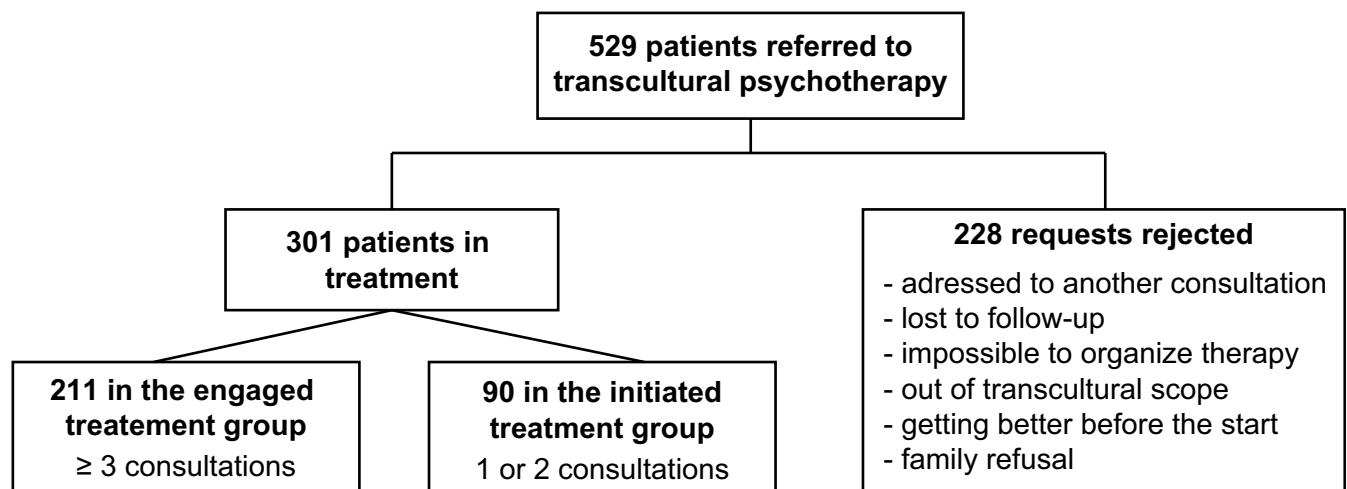 529 patients referred to
transcultural psychotherapy
301 patients in
treatment
228 requests rejected
- adressed to another consultation
- lost to follow-up
- impossible to organize therapy
- out of transcultural scope
- getting better before the start
- family refusal
211 in the engaged
treatement group
≥ 3 consultations
90 in the initiated
treatment group
1 or 2 consultations